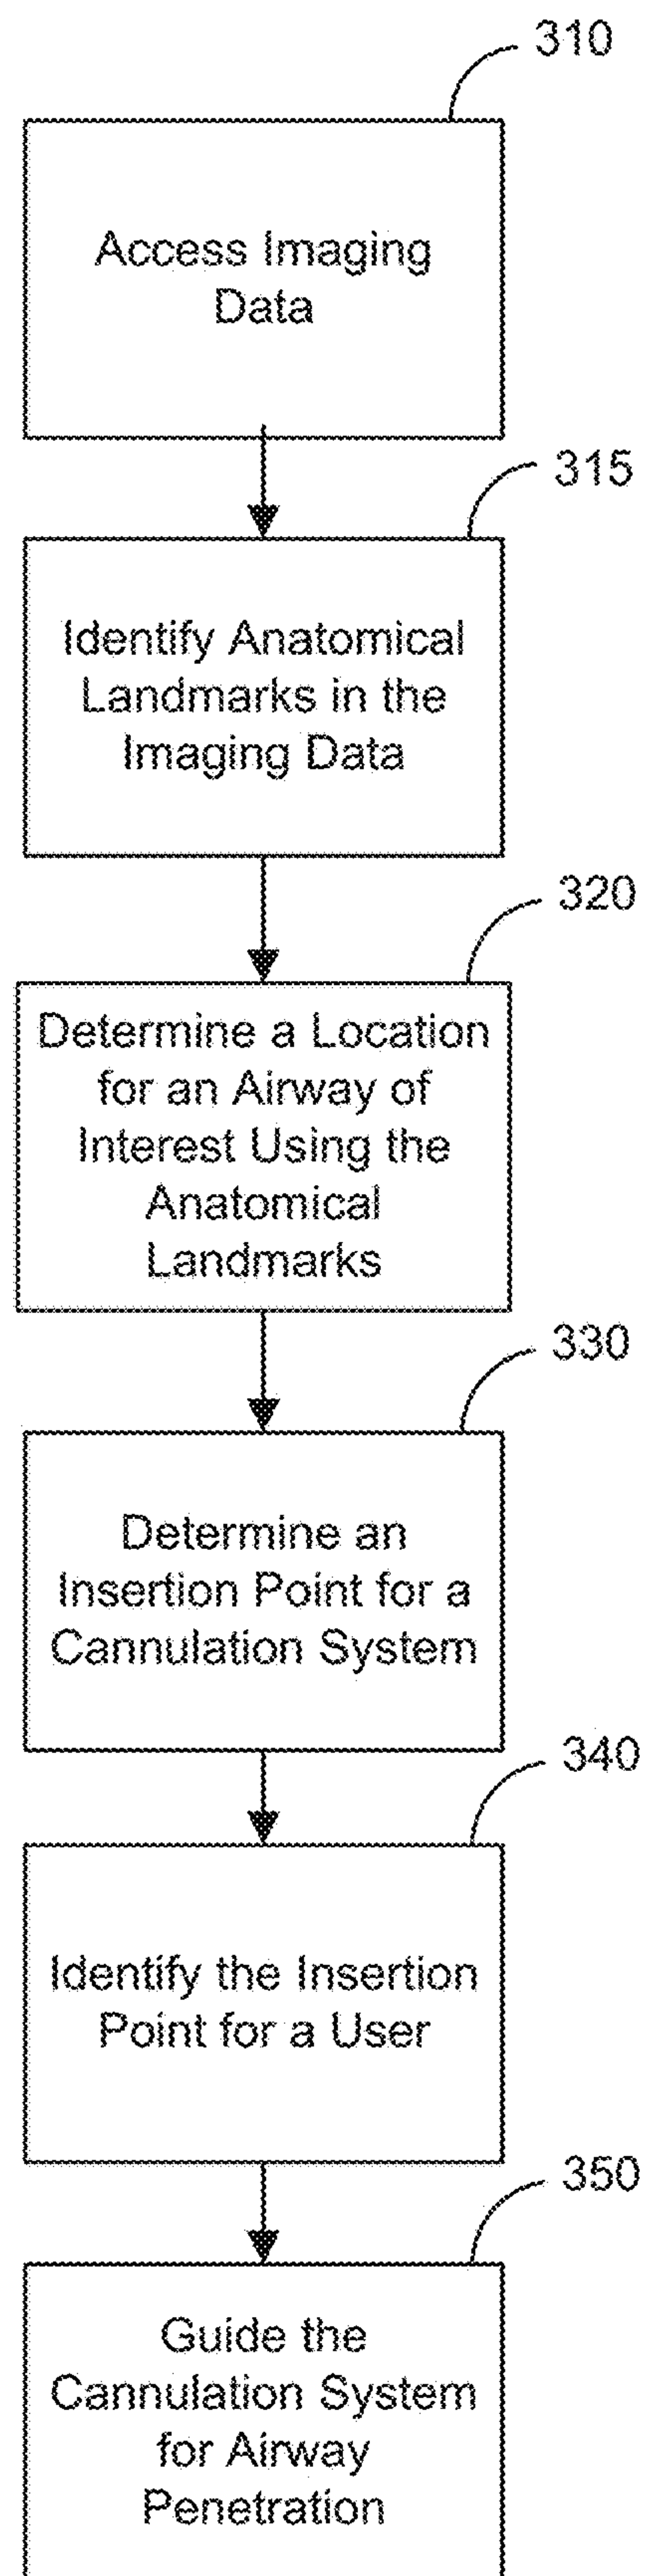 310
Access Imaging
Data
315
Identify Anatomical
Landmarks in the
Imaging Data
320
Determine a Location
for an Airway of
Interest Using the
Anatomical
Landmarks
330
Determine an
Insertion Point for a
Cannulation System
340
Identify the Insertion
Point for a User
350
Guide the
Cannulation System
for Airway
Penetration